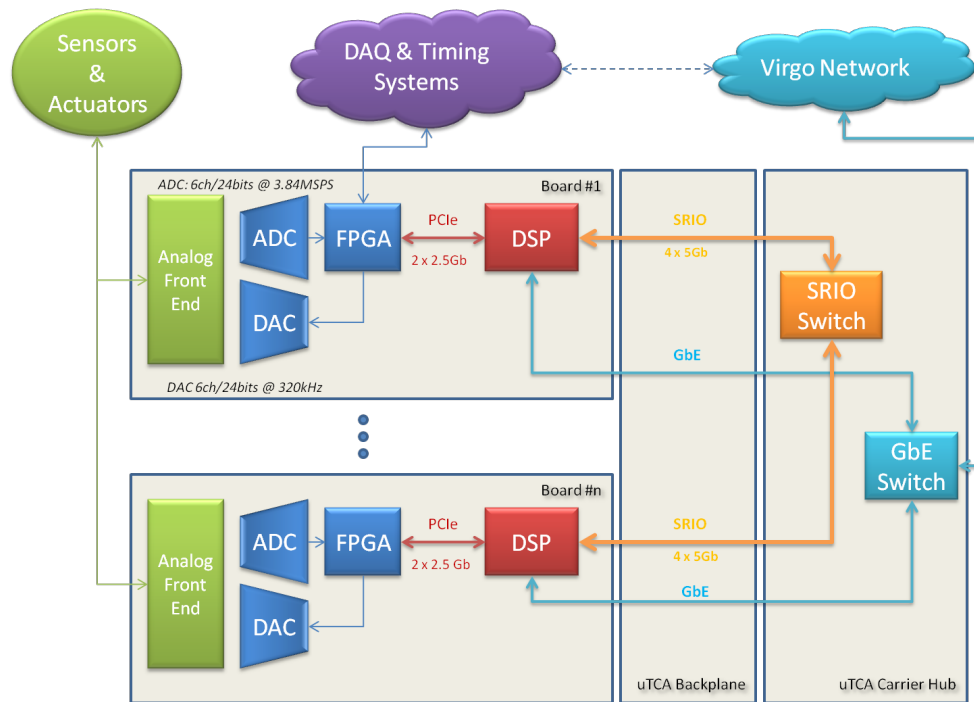 Sensors
&
Actuators
DAQ & Timing
Systems
Virgo Network
ADC: 6ch/24bits @ 3.84MSPS
Board #1
Analog
Front
End
ADC
FPGA
PCIe
2 x 2.5Gb
DSP
SRIO
4 x 5Gb
SRIO
Switch
DAC
GbE
DAC 6ch/24bits @ 320kHz
GbE
Switch
Board #n
Analog
Front
End
ADC
FPGA
PCIe
2 x 2.5 Gb
DSP
SRIO
4 x 5Gb
DAC
GbE
uTCA Backplane
uTCA Carrier Hub